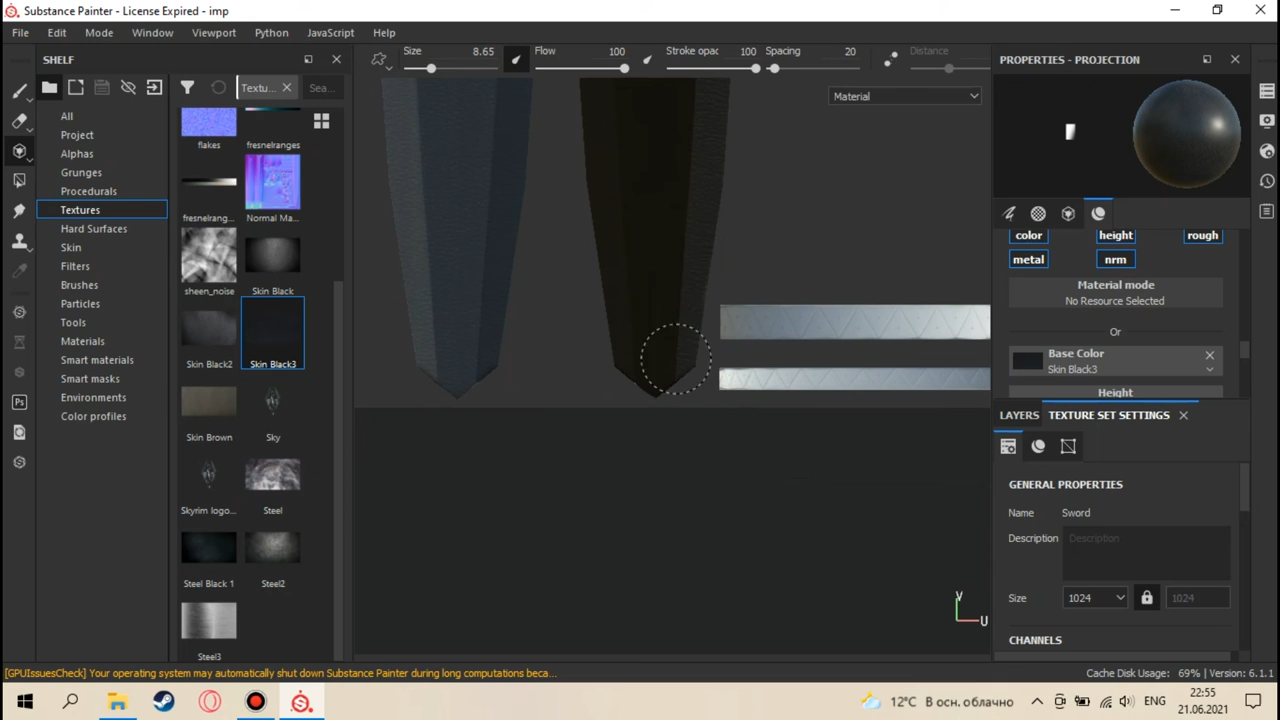 Substance Painter - License Expired - imp
File Edit Mode Window Viewport Python JavaScript Help
SHELF
Textu...
Sea...
All
Project
Alphas
Grunges
Procedurals
Textures
Hard Surfaces
Skin
Filters
Brushes
Particles
Tools
Materials
Smart materials
Smart masks
Environments
Color profiles
flakes fresnelranges
fresnelrang... Normal Ma...
sheen_noise Skin Black
Skin Black2 Skin Black3
Skin Brown Sky
Skyrim logo... Steel
Steel Black 1 Steel2
Steel3
Size 8.65 Flow 100 Stroke opac 100 Spacing 20 Distance
Material
V
U
PROPERTIES - PROJECTION
color height rough
metal nrm
Material mode
No Resource Selected
Or
Base Color
Skin Black3
Height
LAYERS TEXTURE SET SETTINGS
GENERAL PROPERTIES
Name Sword
Description Description
Size 1024 1024
CHANNELS
[GPUIssuesCheck] Your operating system may automatically shut down Substance Painter during long computations beca...
Cache Disk Usage: 69% | Version: 6.1.1
Ps
12°C В осн. облачно
ENG
22:55
21.06.2021